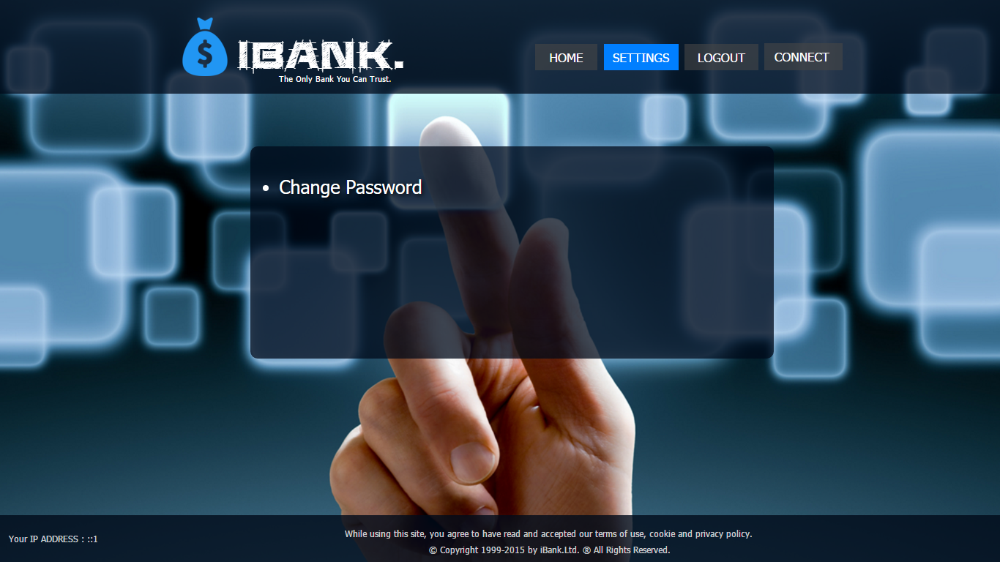 $
IBANK.
The Only Bank You Can Trust.
HOME SETTINGS LOGOUT CONNECT
• Change Password
Your IP ADDRESS : ::1
While using this site, you agree to have read and accepted our terms of use, cookie and privacy policy.
© Copyright 1999-2015 by iBank.Ltd. ® All Rights Reserved.